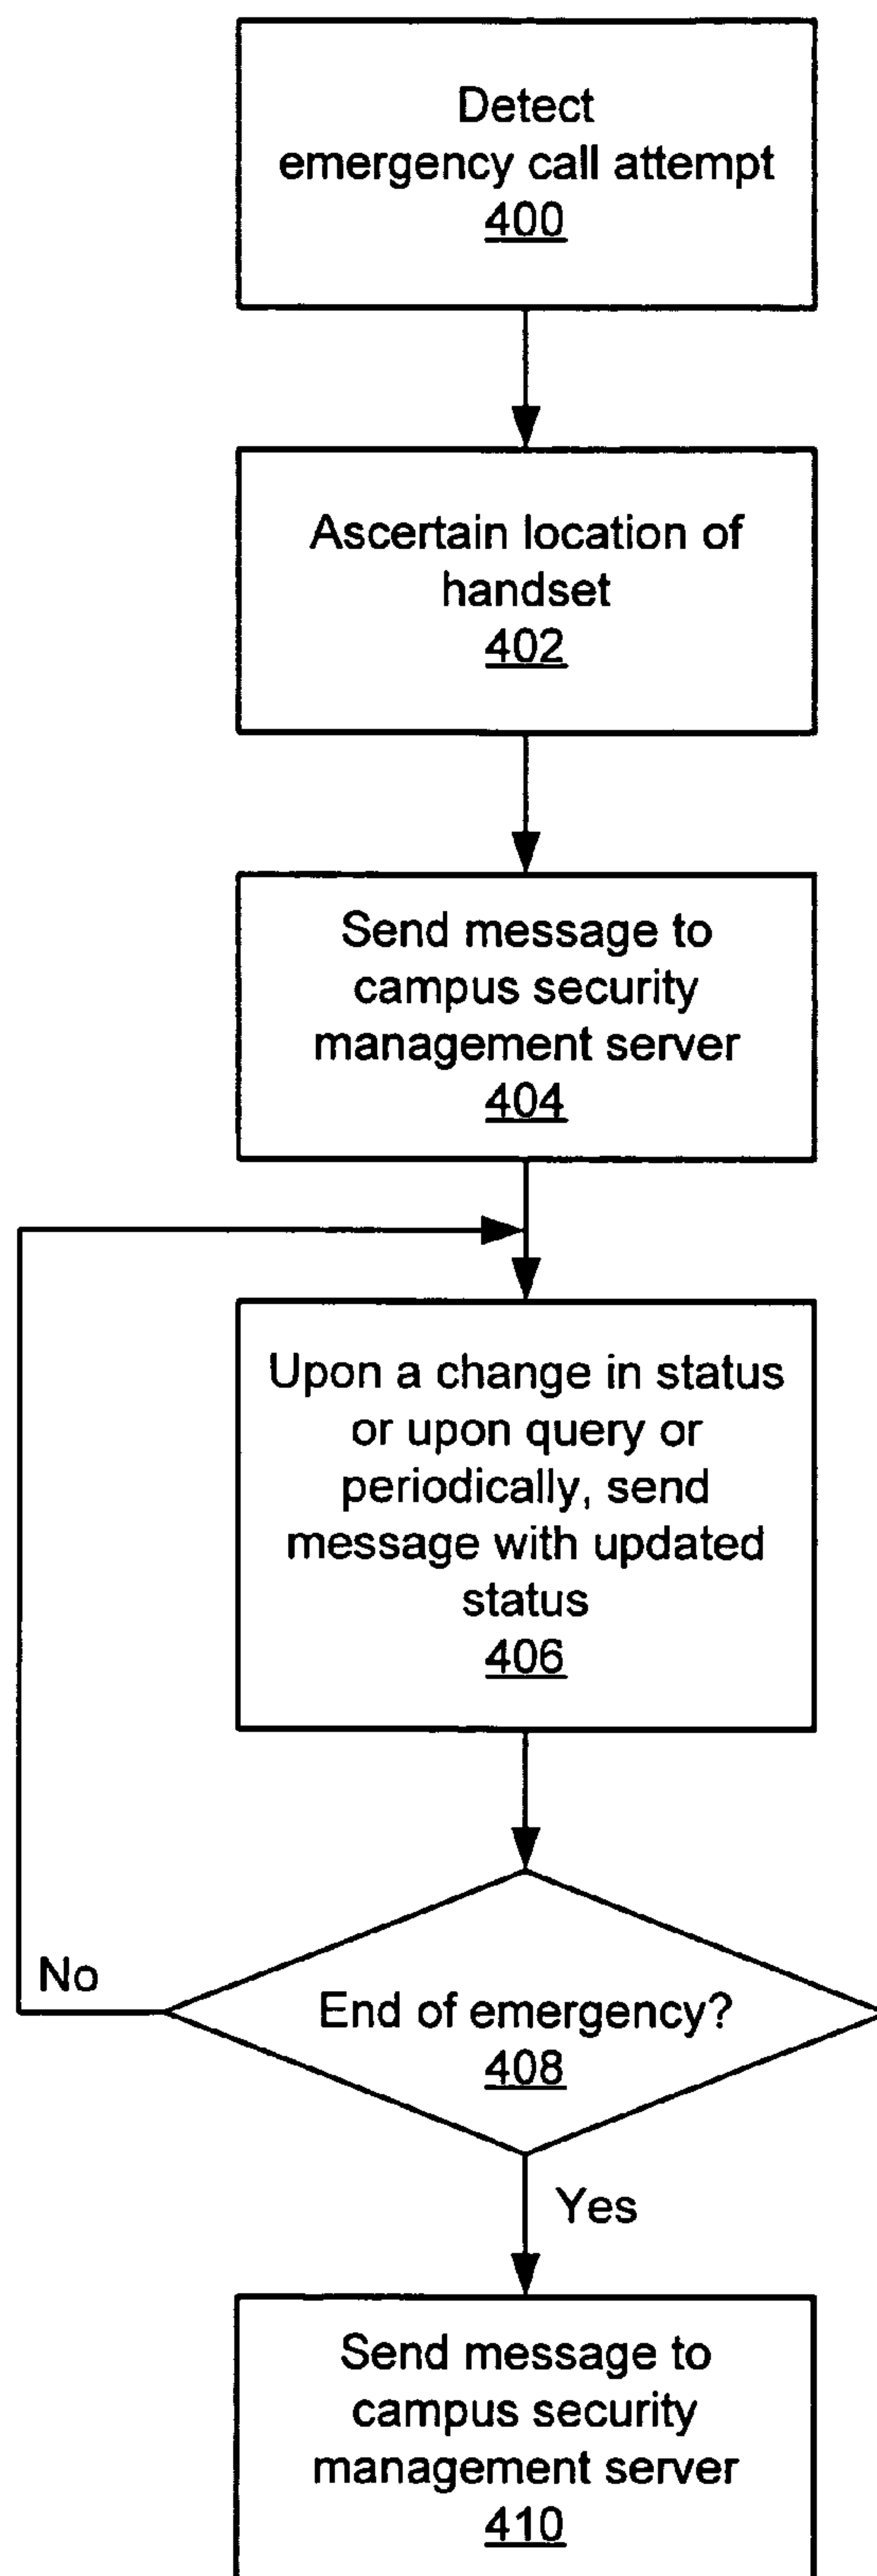 Detect
emergency call attempt
400
Ascertain location of
handset
402
Send message to
campus security
management server
404
Upon a change in status
or upon query or
periodically, send
message with updated
status
406
No
End of emergency?
408
Yes
Send message to
campus security
management server
410